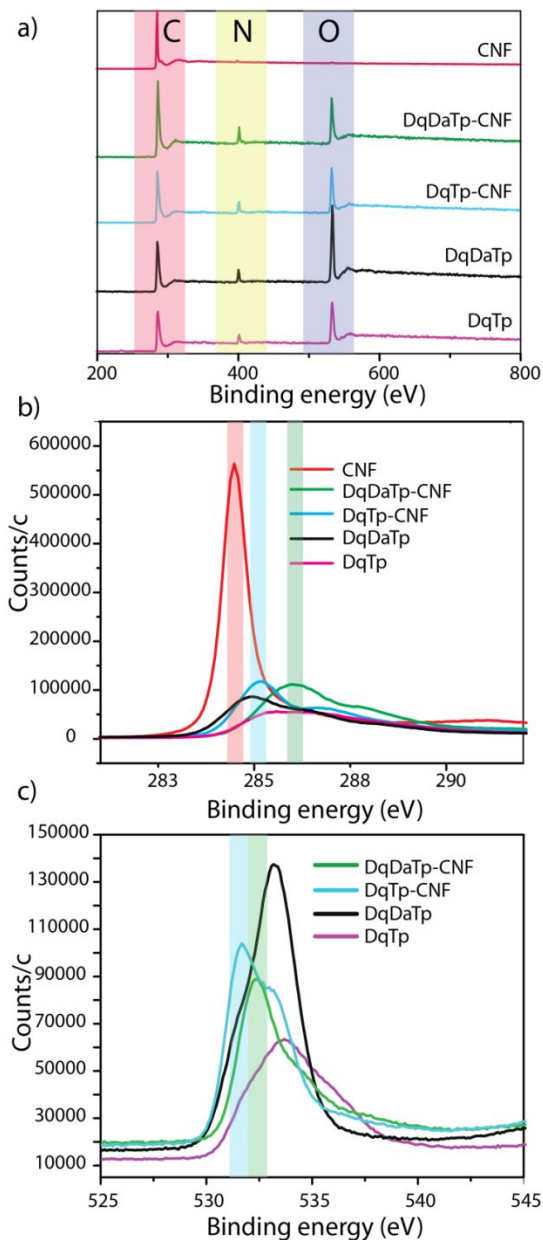 a)
C N O
CNF
DqDaTp-CNF
DqTp-CNF
DqDaTp
DqTp
200 400 600 800
Binding energy (eV)
b)
600000
500000
400000
300000
200000
100000
0
Counts/c
CNF
DqDaTp-CNF
DqTp-CNF
DqDaTp
DqTp
283 285 288 290
Binding energy (eV)
c)
150000
130000
110000
90000
70000
50000
30000
10000
Counts/c
DqDaTp-CNF
DqTp-CNF
DqDaTp
DqTp
525 530 535 540 545
Binding energy (eV)